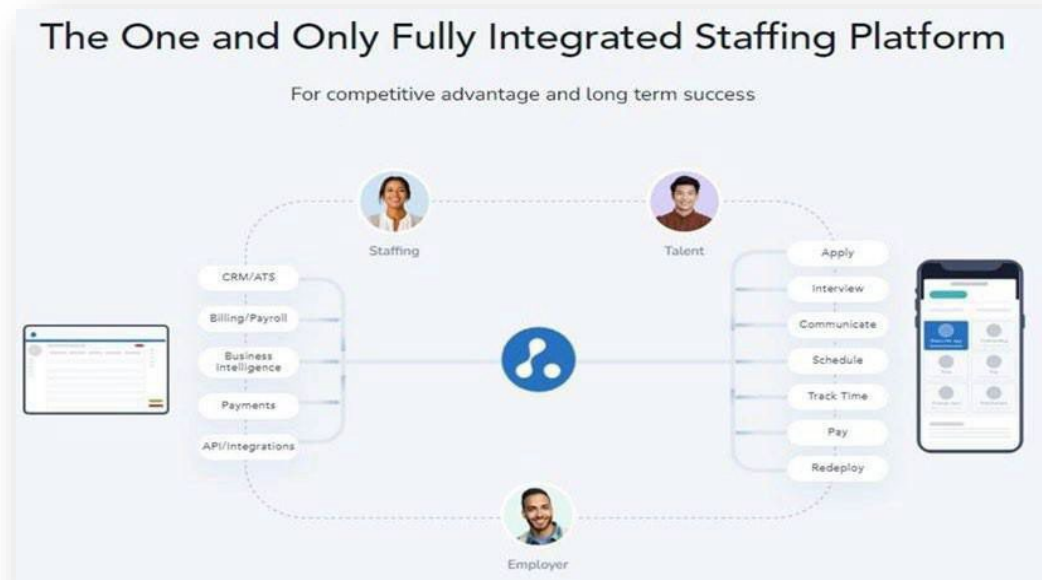 The One and Only Fully Integrated Staffing Platform
For competitive advantage and long term success
Staffing
Talent
CRM/ATS
Billing/Payroll
Business
Intelligence
Payments
API/Integrations
Apply
Interview
Communicate
Schedule
Track Time
Pay
Redeploy
Employer